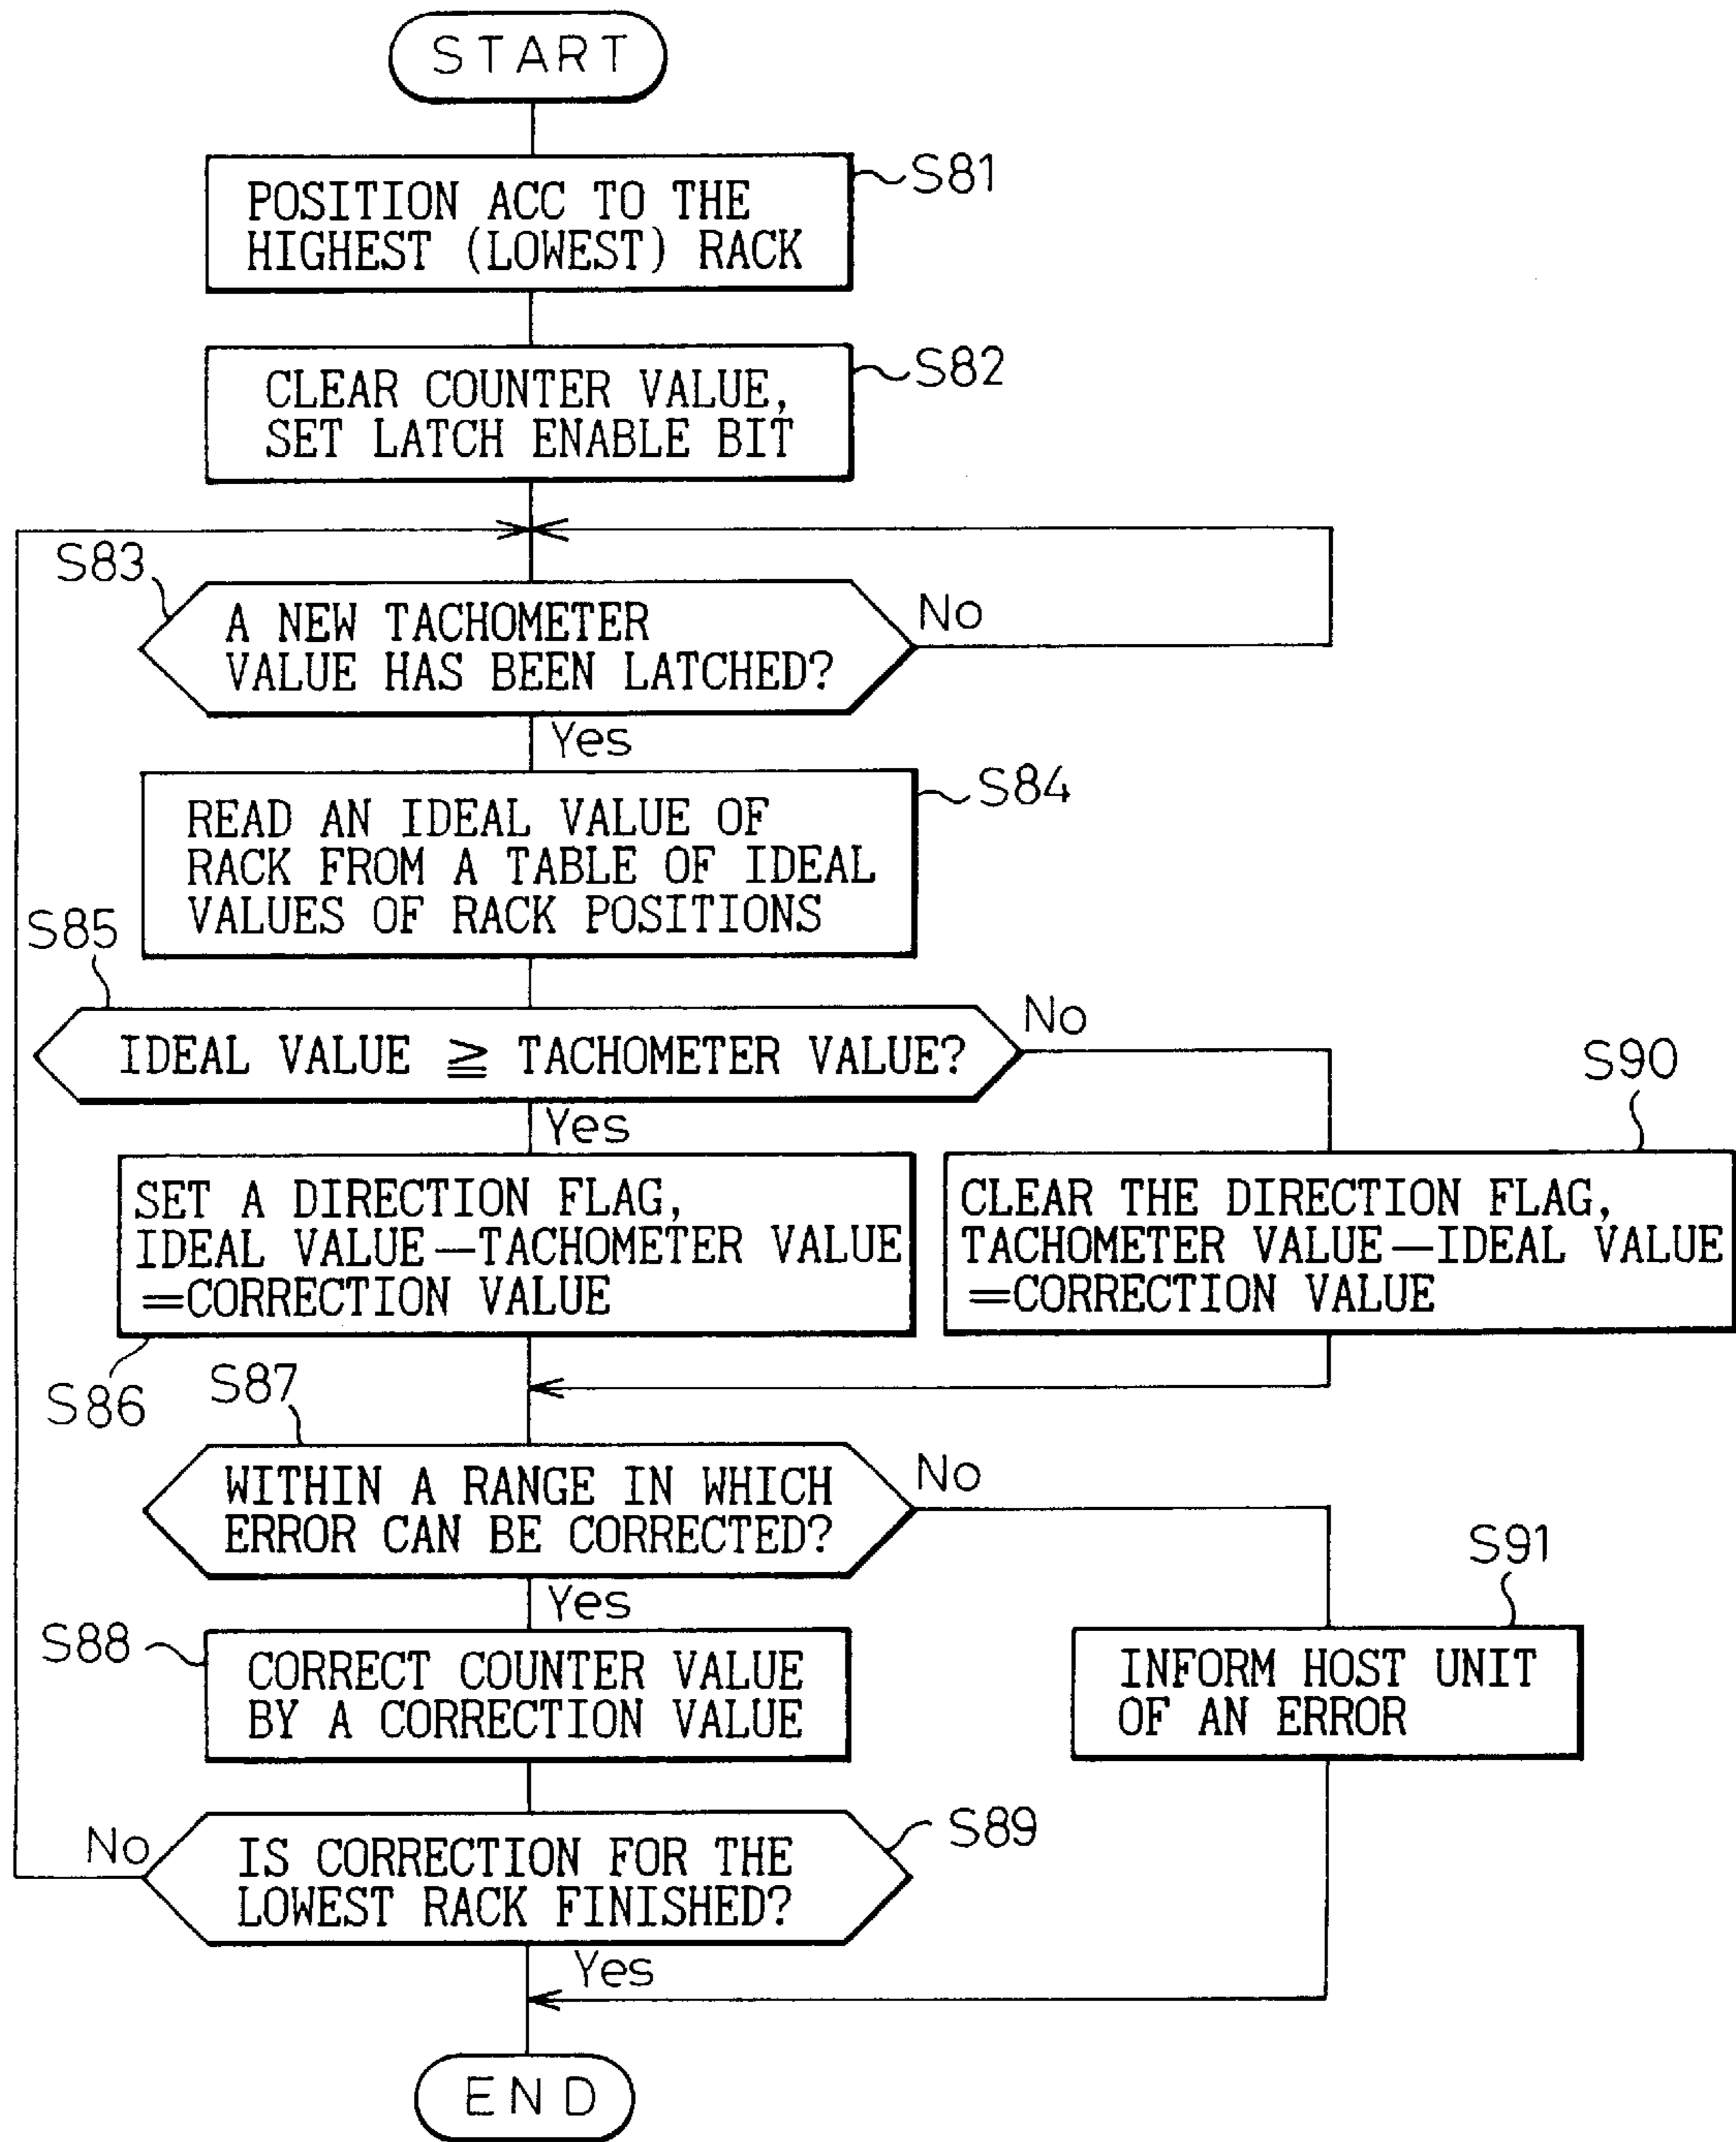 START
POSITION ACC TO THE
HIGHEST (LOWEST) RACK
S81
CLEAR COUNTER VALUE,
SET LATCH ENABLE BIT
S82
S83
A NEW TACHOMETER
VALUE HAS BEEN LATCHED?
No
Yes
READ AN IDEAL VALUE OF
RACK FROM A TABLE OF IDEAL
VALUES OF RACK POSITIONS
S84
S85
IDEAL VALUE ≧ TACHOMETER VALUE?
No
Yes
S90
SET A DIRECTION FLAG,
IDEAL VALUE—TACHOMETER VALUE
=CORRECTION VALUE
S86
CLEAR THE DIRECTION FLAG,
TACHOMETER VALUE—IDEAL VALUE
=CORRECTION VALUE
S87
WITHIN A RANGE IN WHICH
ERROR CAN BE CORRECTED?
No
Yes
S88
CORRECT COUNTER VALUE
BY A CORRECTION VALUE
S91
INFORM HOST UNIT
OF AN ERROR
No
IS CORRECTION FOR THE
LOWEST RACK FINISHED?
S89
Yes
END